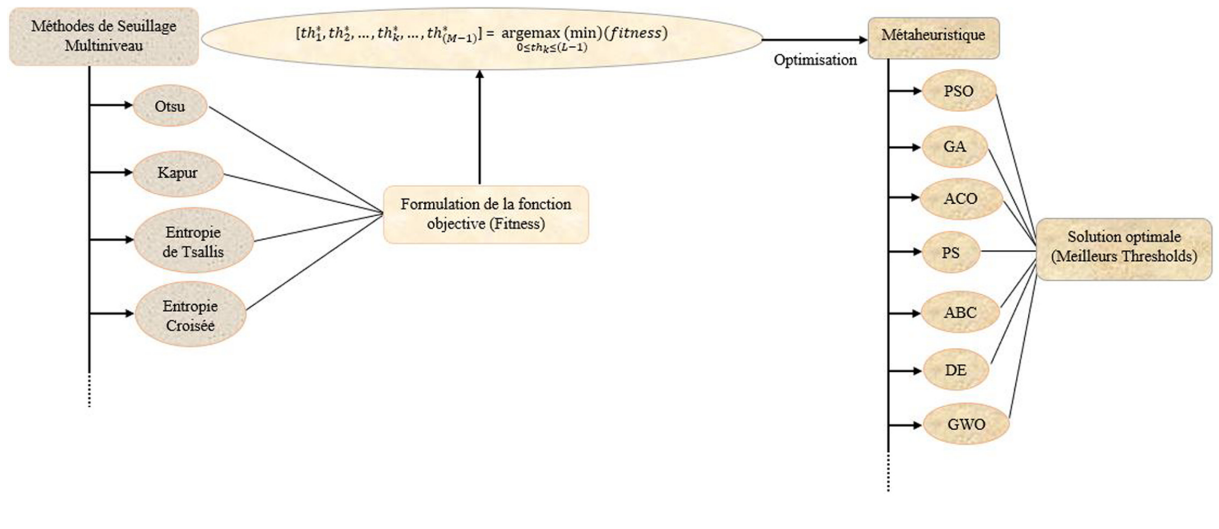 Méthodes de Seuillage
Multiniveau
Otsu
Kapur
Entropie
de Tsallis
Entropie
Croisée
Formulation de la fonction
objective (Fitness)
[th₁*, th₂*, …, thₖ*, …, th₍M−1₎*] = argemax (min)(fitness)
0≤thₖ≤(L−1)
Optimisation
Métaheuristique
PSO
GA
ACO
PS
ABC
DE
GWO
Solution optimale
(Meilleurs Thresholds)